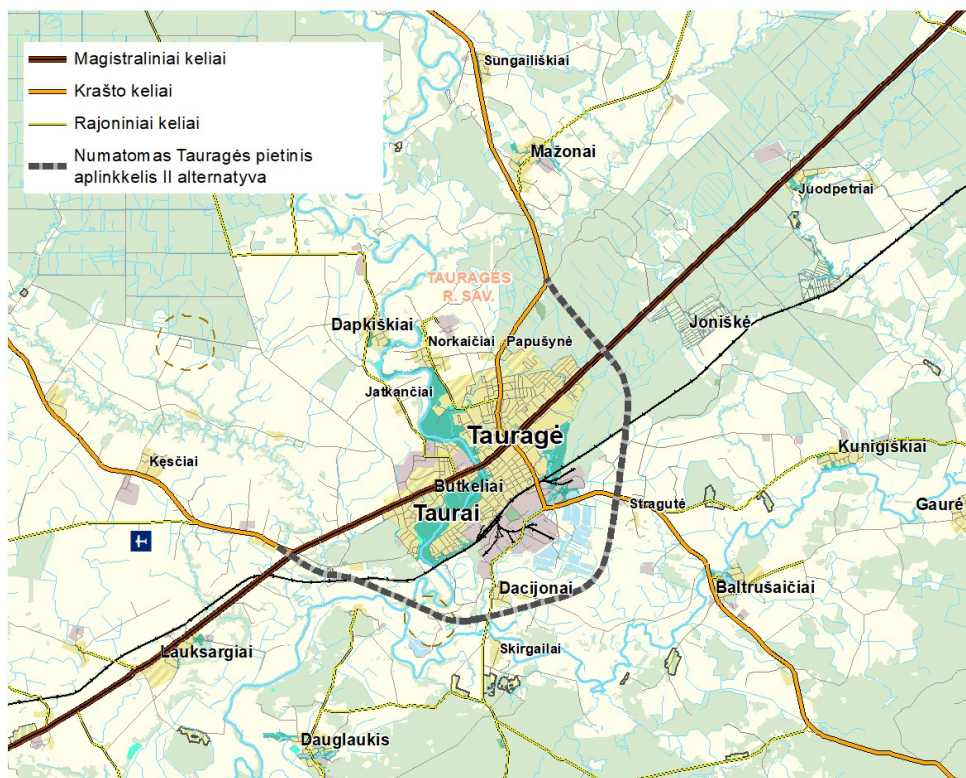 Magistraliniai keliai
Krašto keliai
Rajoniniai keliai
Numatomas Tauragės pietinis
aplinkkelis II alternatyva
Sungailiškiai
Mažonai
Juodpetriai
TAURAGĖS
R. SAV.
Dapkiškiai
Joniškė
Norkaičiai
Papušynė
Jatkančiai
Tauragė
Kunigiškiai
Kęsčiai
Butkeliai
Taurai
Stragutė
Gaurė
Dacijonai
Baltrušaičiai
Skirgailai
Lauksargiai
Dauglaukis